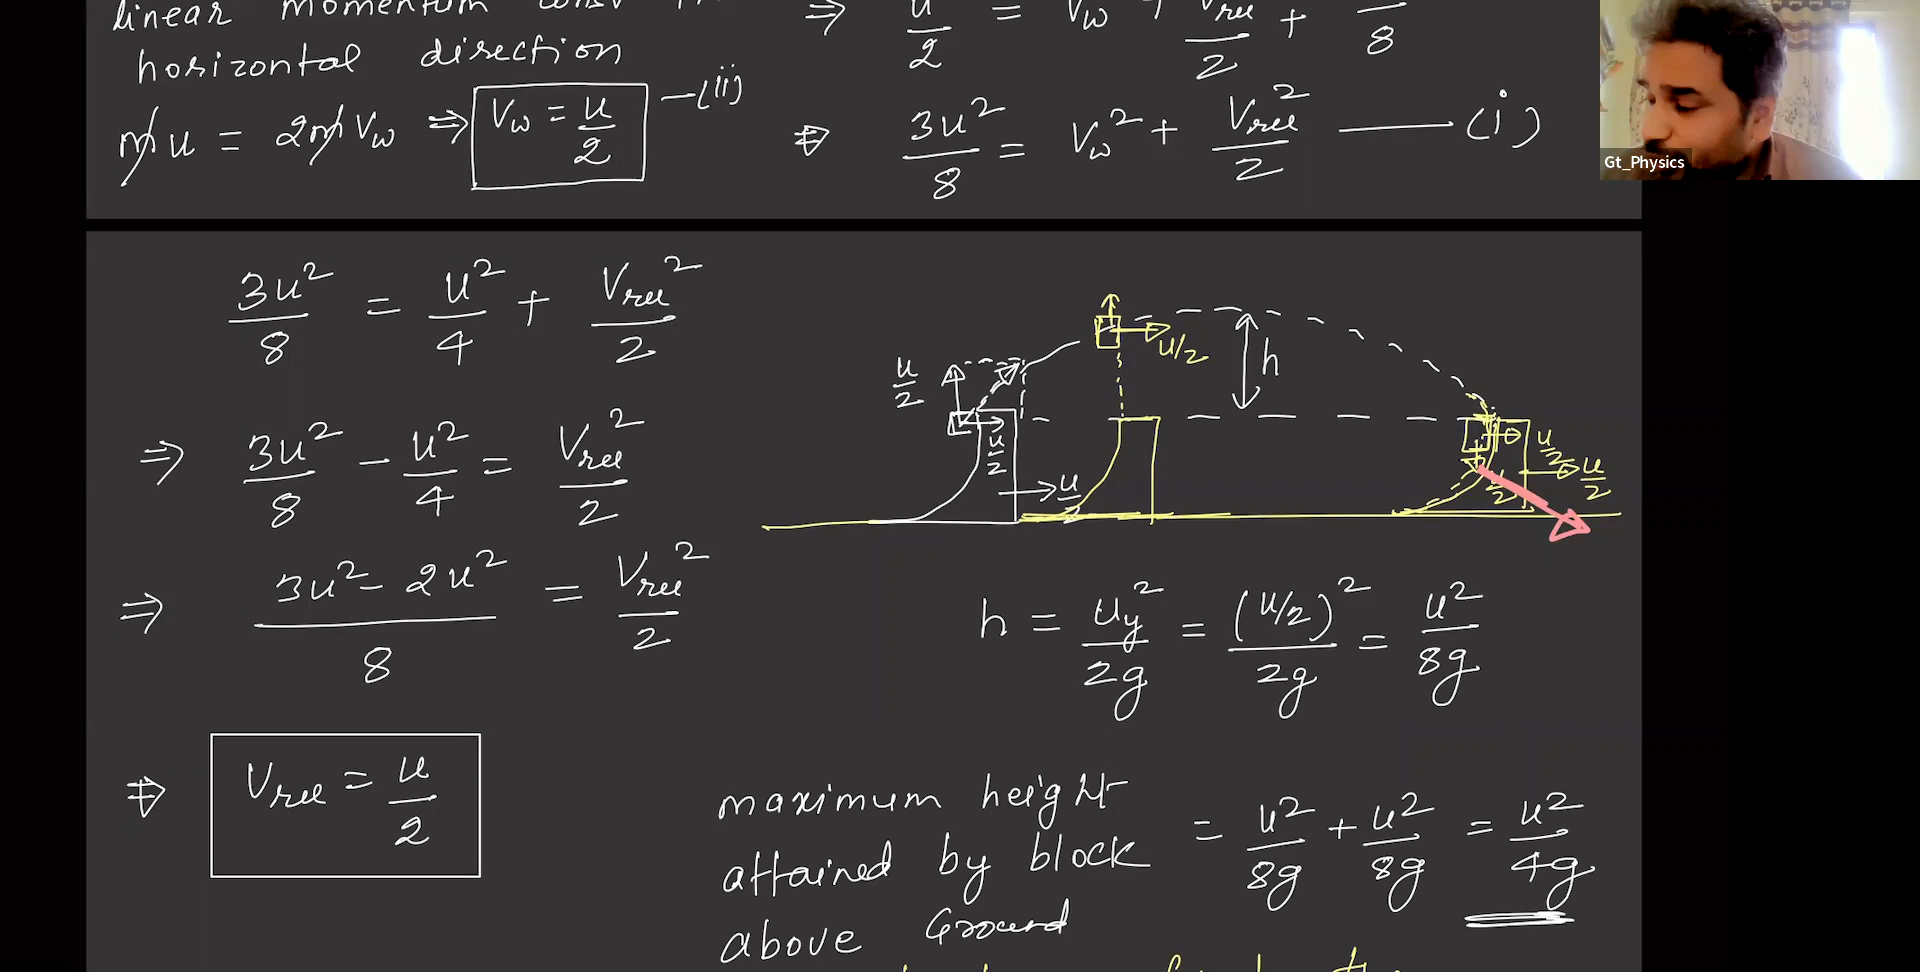 linear momentum
horizontal direction
mu = 2mVw ⇒ Vw = u/2 —(ii)
⇒ u/2 = Vw + Vrel/2 + /8
⇒ 3u²/8 = Vw² + Vrel²/2 — (i)
Gt_Physics
3u²/8 = u²/4 + Vrel²/2
⇒ 3u²/8 - u²/4 = Vrel²/2
⇒ 3u² - 2u²/8 = Vrel²/2
⇒ Vrel = u/2
u/2
u/2
u/2
u/2
h
u/2
u/2
u/2
h = uy²/2g = (u/2)²/2g = u²/8g
maximum height
attained by block
above Ground
= u²/8g + u²/8g = u²/4g